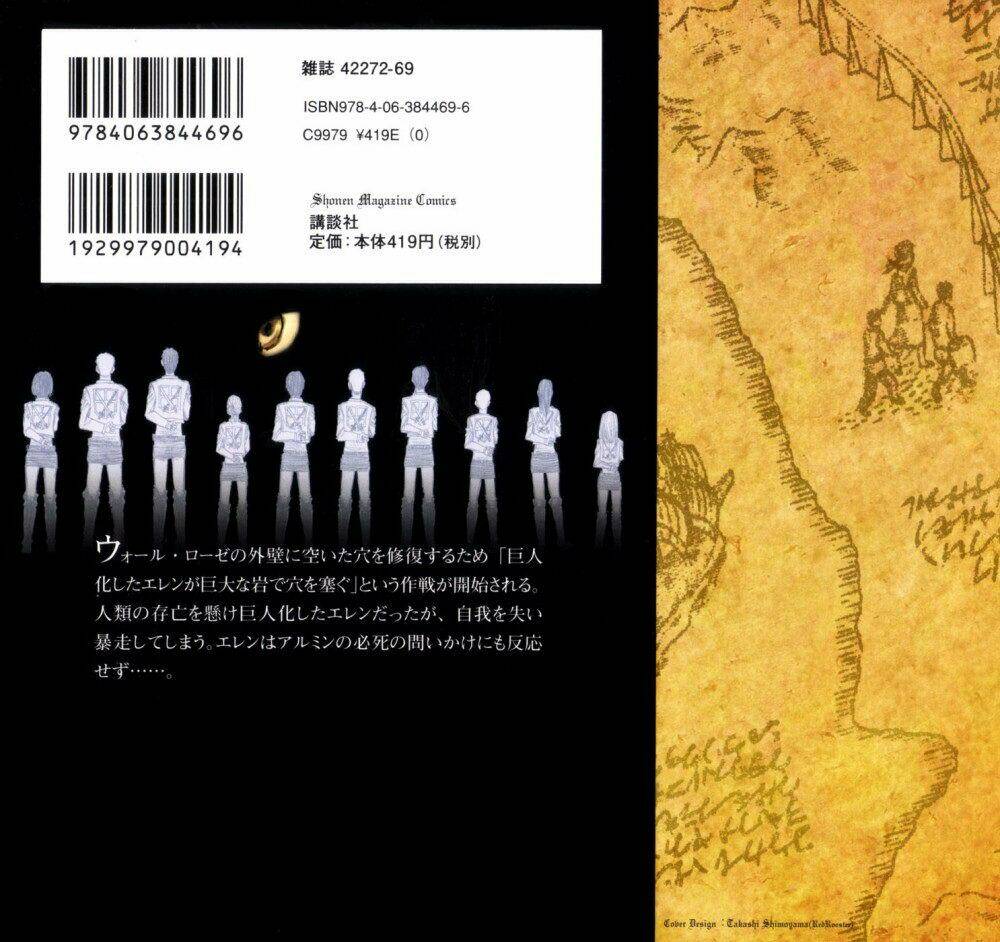 雑誌 42272-69
9784063844696
ISBN978-4-06-384469-6
C9979 ¥419E (0)
1929979004194
Shonen Magazine Comics
講談社
定価：本体419円（税別）
ウォール・ローゼの外壁に空いた穴を修復するため「巨人
化したエレンが巨大な岩で穴を塞ぐ」という作戦が開始される。
人類の存亡を懸け巨人化したエレンだったが、自我を失い
暴走してしまう。エレンはアルミンの必死の問いかけにも反応
せず……。
Cover Design：Takashi Shimoyama(RedRooster)